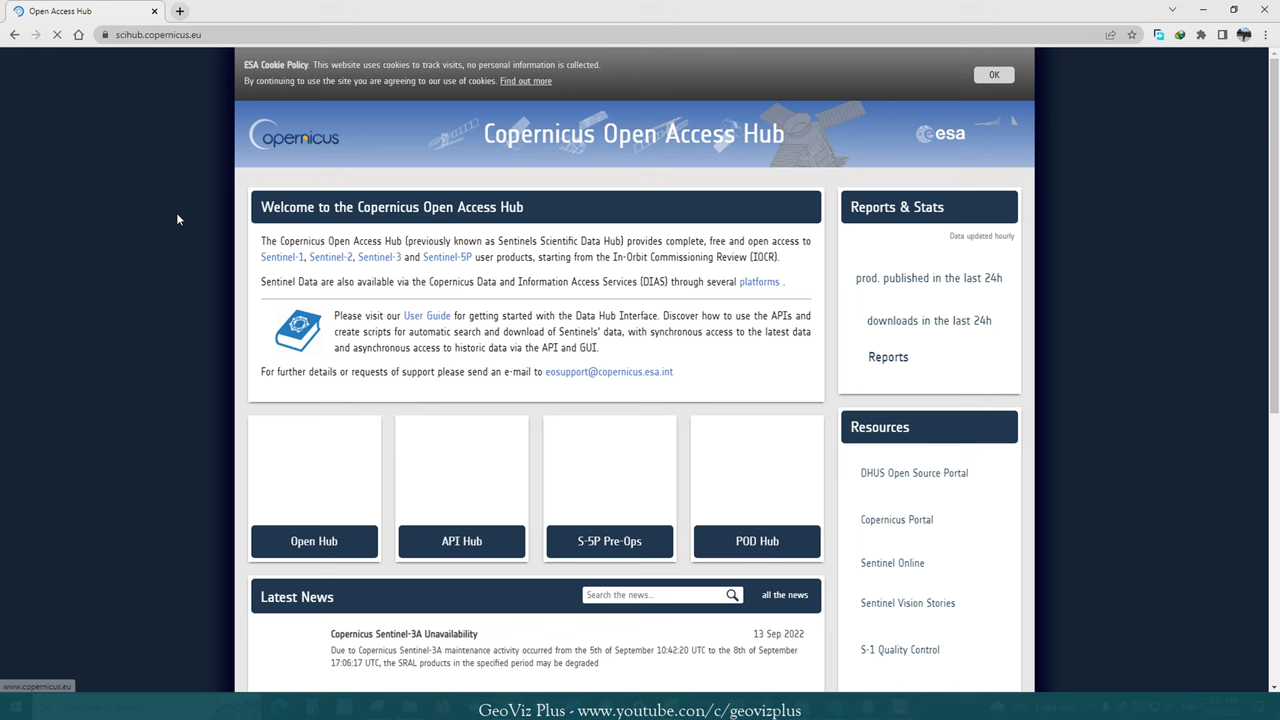 Open Access Hub
scihub.copernicus.eu
ESA Cookie Policy. This website uses cookies to track visits, no personal information is collected.
By continuing to use the site you are agreeing to our use of cookies. Find out more
OK
opernicus
Copernicus Open Access Hub
esa
Welcome to the Copernicus Open Access Hub
The Copernicus Open Access Hub (previously known as Sentinels Scientific Data Hub) provides complete, free and open access to
Sentinel-1, Sentinel-2, Sentinel-3 and Sentinel-5P user products, starting from the In-Orbit Commissioning Review (IOCR).
Sentinel Data are also available via the Copernicus Data and Information Access Services (DIAS) through several platforms .
Please visit our User Guide for getting started with the Data Hub Interface. Discover how to use the APIs and
create scripts for automatic search and download of Sentinels' data, with synchronous access to the latest data
and asynchronous access to historic data via the API and GUI.
For further details or requests of support please send an e-mail to eosupport@copernicus.esa.int
Open Hub
API Hub
S-5P Pre-Ops
POD Hub
Latest News
Search the news...
all the news
Copernicus Sentinel-3A Unavailability
13 Sep 2022
Due to Copernicus Sentinel-3A maintenance activity occurred from the 5th of September 10:42:20 UTC to the 8th of September
17:06:17 UTC, the SRAL products in the specified period may be degraded
Reports & Stats
Data updated hourly
prod. published in the last 24h
downloads in the last 24h
Reports
Resources
DHUS Open Source Portal
Copernicus Portal
Sentinel Online
Sentinel Vision Stories
S-1 Quality Control
www.copernicus.eu
GeoViz Plus - www.youtube.con/c/geovizplus